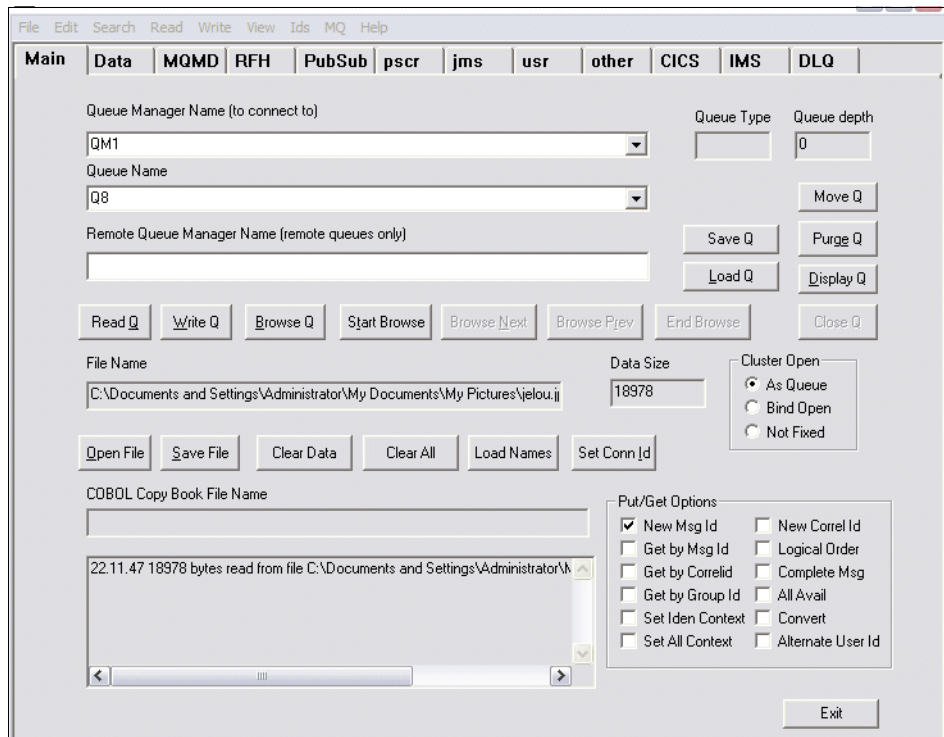 File Edit Search Read Write View Ids MQ Help
Main Data MQMD RFH PubSub pscr jms usr other CICS IMS DLQ
Queue Manager Name (to connect to)
Queue Type Queue depth
QM1
0
Queue Name
Q8
Move Q
Remote Queue Manager Name (remote queues only)
Save Q Purge Q
Load Q Display Q
Read Q Write Q Browse Q Start Browse Browse Next Browse Prev End Browse Close Q
File Name
Data Size
Cluster Open
C:\Documents and Settings\Administrator\My Documents\My Pictures\jelou.jj
18978
As Queue
Bind Open
Not Fixed
Open File Save File Clear Data Clear All Load Names Set Conn Id
COBOL Copy Book File Name
Put/Get Options
New Msg Id New Correl Id
Get by Msg Id Logical Order
Get by Correlid Complete Msg
Get by Group Id All Avail
Set Iden Context Convert
Set All Context Alternate User Id
22.11.47 18978 bytes read from file C:\Documents and Settings\Administrator\M
Exit